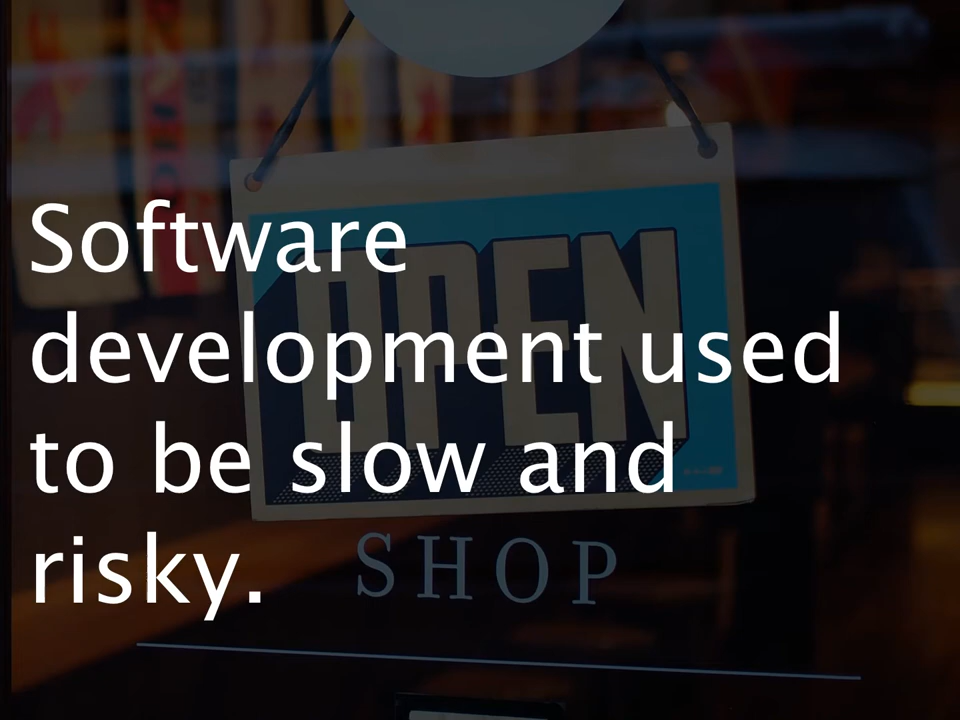 Software
development used
to be slow and
risky.
OPEN
SHOP